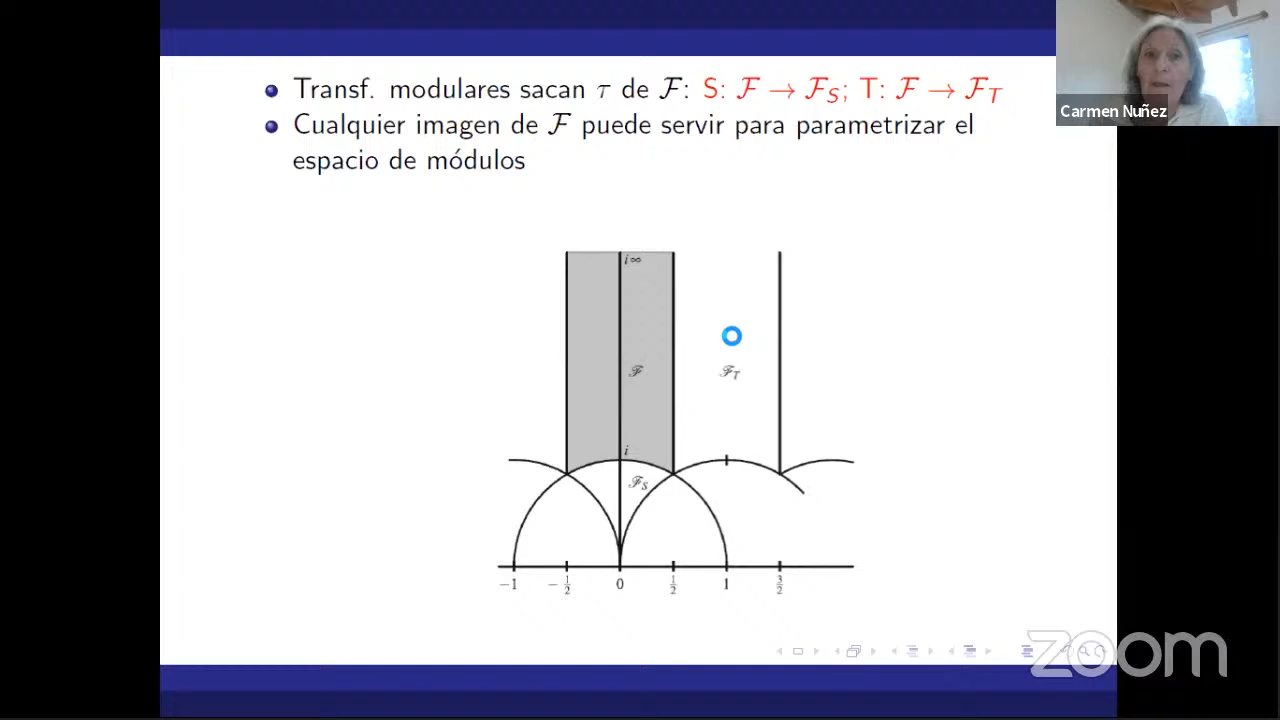 Transf. modulares sacan τ de ℱ: S: ℱ → ℱ_S; T: ℱ → ℱ_T
Cualquier imagen de ℱ puede servir para parametrizar el
espacio de módulos
Carmen Nuñez
i∞
ℱ
ℱ_T
i
ℱ_S
−1 −1/2 0 1/2 1 3/2
zoom